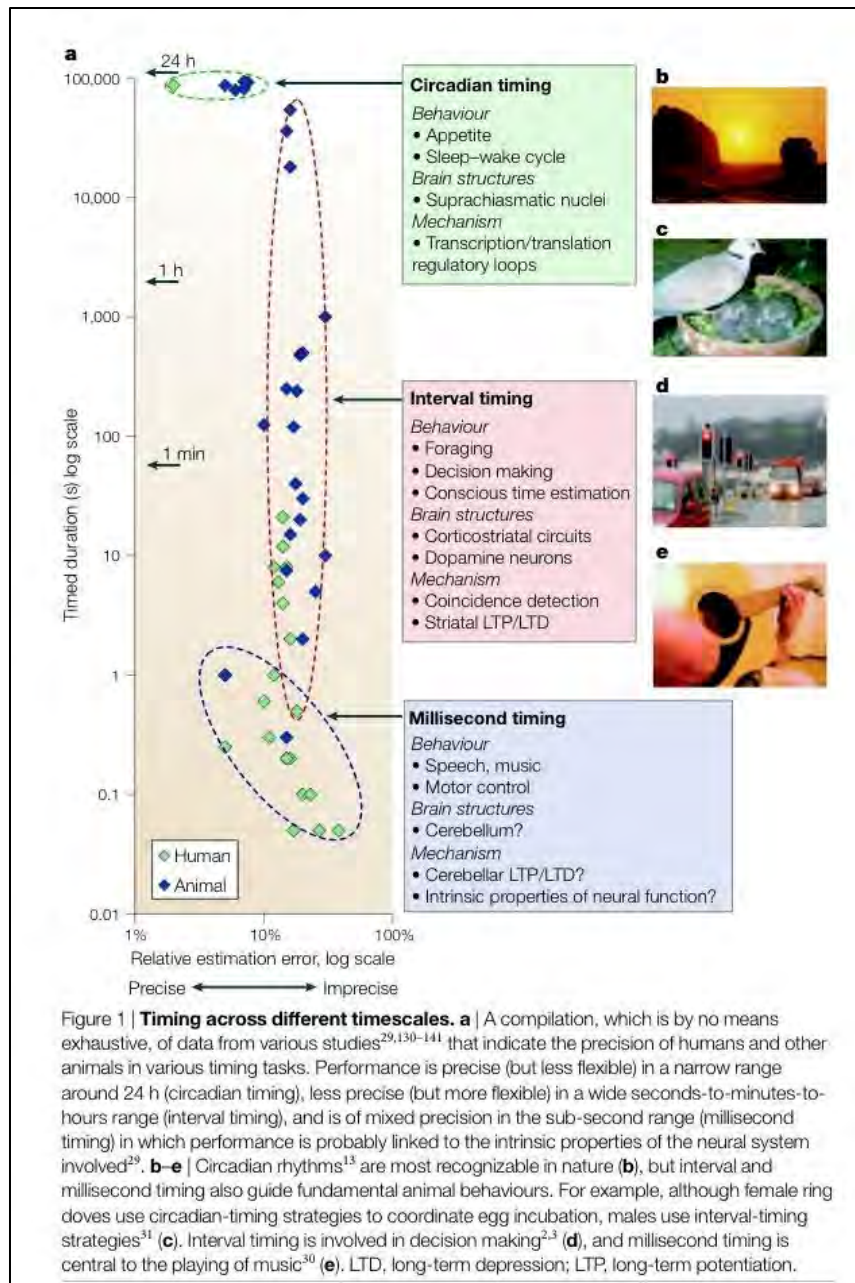 a
24 h
100,000
10,000
1 h
1,000
100
1 min
10
1
0.1
0.01
Timed duration (s) log scale
Human
Animal
1%
10%
100%
Relative estimation error, log scale
Precise
Imprecise
Circadian timing
Behaviour
• Appetite
• Sleep–wake cycle
Brain structures
• Suprachiasmatic nuclei
Mechanism
• Transcription/translation
regulatory loops
Interval timing
Behaviour
• Foraging
• Decision making
• Conscious time estimation
Brain structures
• Corticostriatal circuits
• Dopamine neurons
Mechanism
• Coincidence detection
• Striatal LTP/LTD
Millisecond timing
Behaviour
• Speech, music
• Motor control
Brain structures
• Cerebellum?
Mechanism
• Cerebellar LTP/LTD?
• Intrinsic properties of neural function?
b
c
d
e
Figure 1 | Timing across different timescales. a | A compilation, which is by no means
exhaustive, of data from various studies29,130–141 that indicate the precision of humans and other
animals in various timing tasks. Performance is precise (but less flexible) in a narrow range
around 24 h (circadian timing), less precise (but more flexible) in a wide seconds-to-minutes-to-
hours range (interval timing), and is of mixed precision in the sub-second range (millisecond
timing) in which performance is probably linked to the intrinsic properties of the neural system
involved29. b–e | Circadian rhythms13 are most recognizable in nature (b), but interval and
millisecond timing also guide fundamental animal behaviours. For example, although female ring
doves use circadian-timing strategies to coordinate egg incubation, males use interval-timing
strategies31 (c). Interval timing is involved in decision making2,3 (d), and millisecond timing is
central to the playing of music30 (e). LTD, long-term depression; LTP, long-term potentiation.